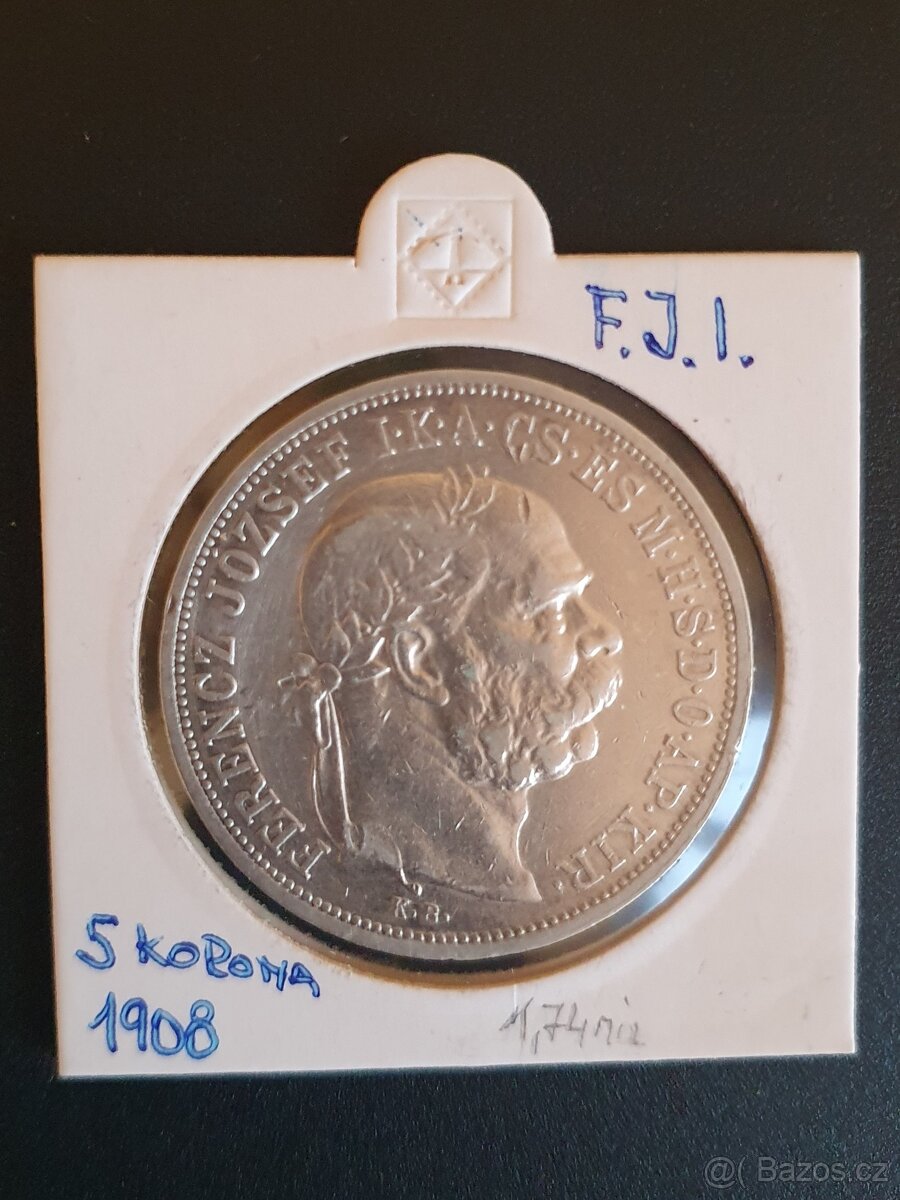 F.J.I.
FERENCZ JÓZSEF I·K·A·CS·ÉS M·H·S·D·O·AP·KIR·
K.B.
5 KORONA
1908
1,74 mil
@( Bazos.cz